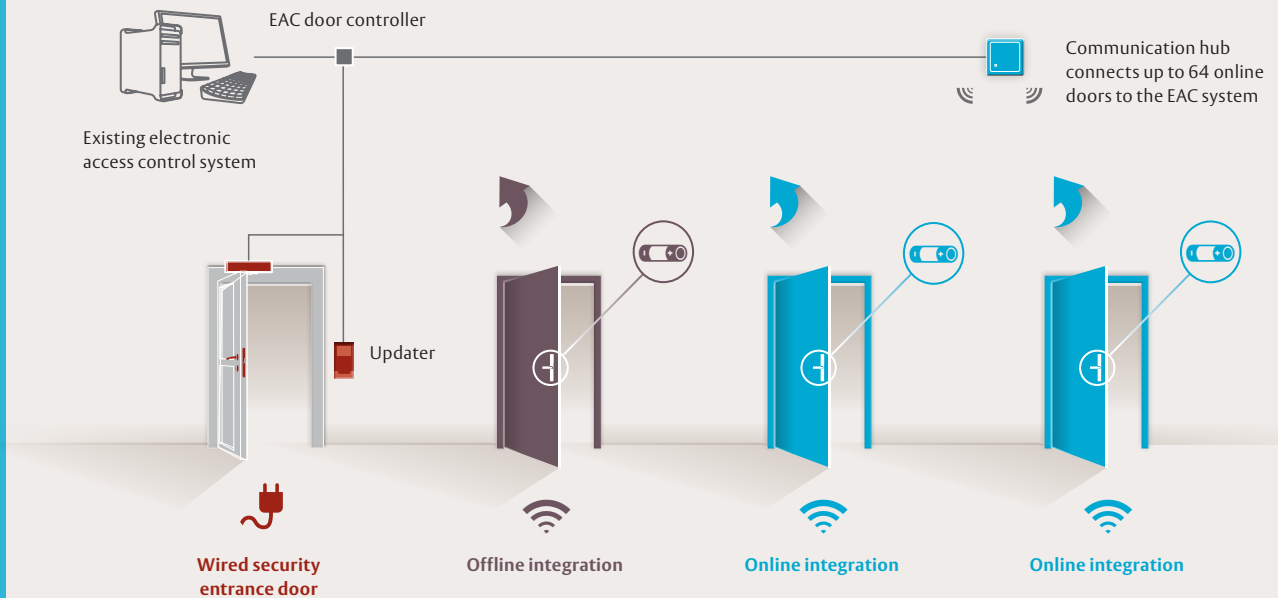 EAC door controller
Communication hub
connects up to 64 online
doors to the EAC system
Existing electronic
access control system
Updater
Wired security
entrance door
Offline integration
Online integration
Online integration